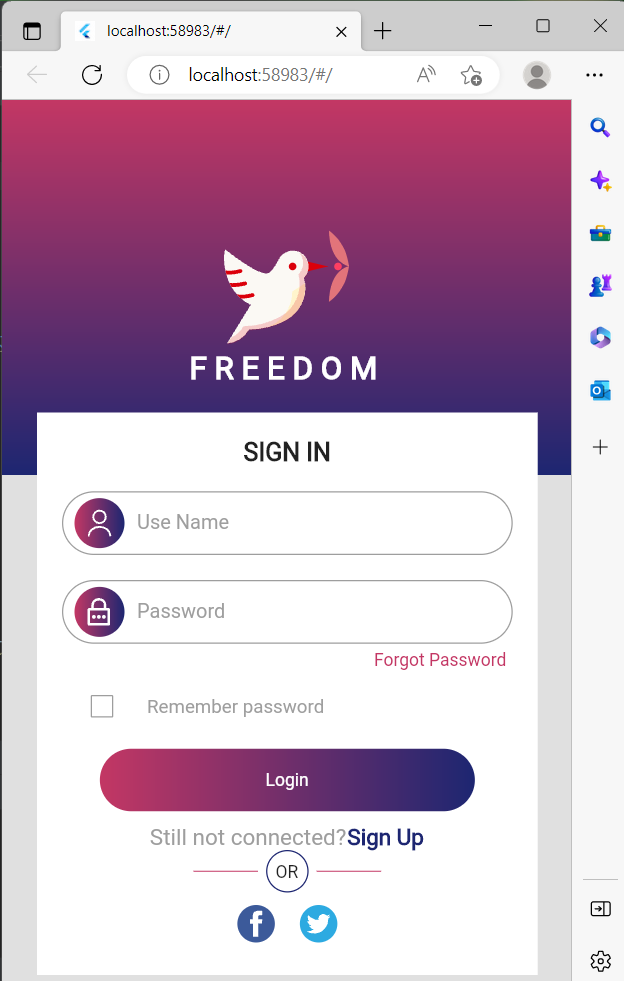 localhost:58983/#/
localhost:58983/#/
FREEDOM
SIGN IN
Use Name
Password
Forgot Password
Remember password
Login
Still not connected?Sign Up
OR